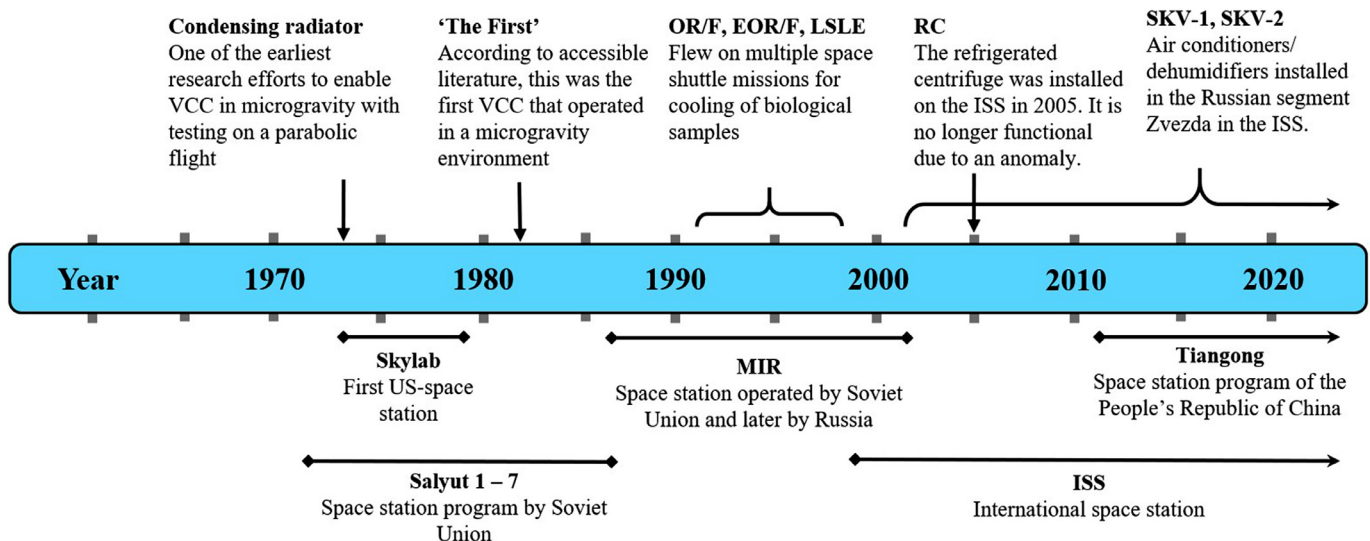 Condensing radiator
One of the earliest
research efforts to enable
VCC in microgravity with
testing on a parabolic
flight
‘The First’
According to accessible
literature, this was the
first VCC that operated
in a microgravity
environment
OR/F, EOR/F, LSLE
Flew on multiple space
shuttle missions for
cooling of biological
samples
RC
The refrigerated
centrifuge was installed
on the ISS in 2005. It is
no longer functional
due to an anomaly.
SKV-1, SKV-2
Air conditioners/
dehumidifiers installed
in the Russian segment
Zvezda in the ISS.
Year 1970 1980 1990 2000 2010 2020
Skylab
First US-space
station
MIR
Space station operated by Soviet
Union and later by Russia
Tiangong
Space station program of the
People’s Republic of China
Salyut 1 – 7
Space station program by Soviet
Union
ISS
International space station